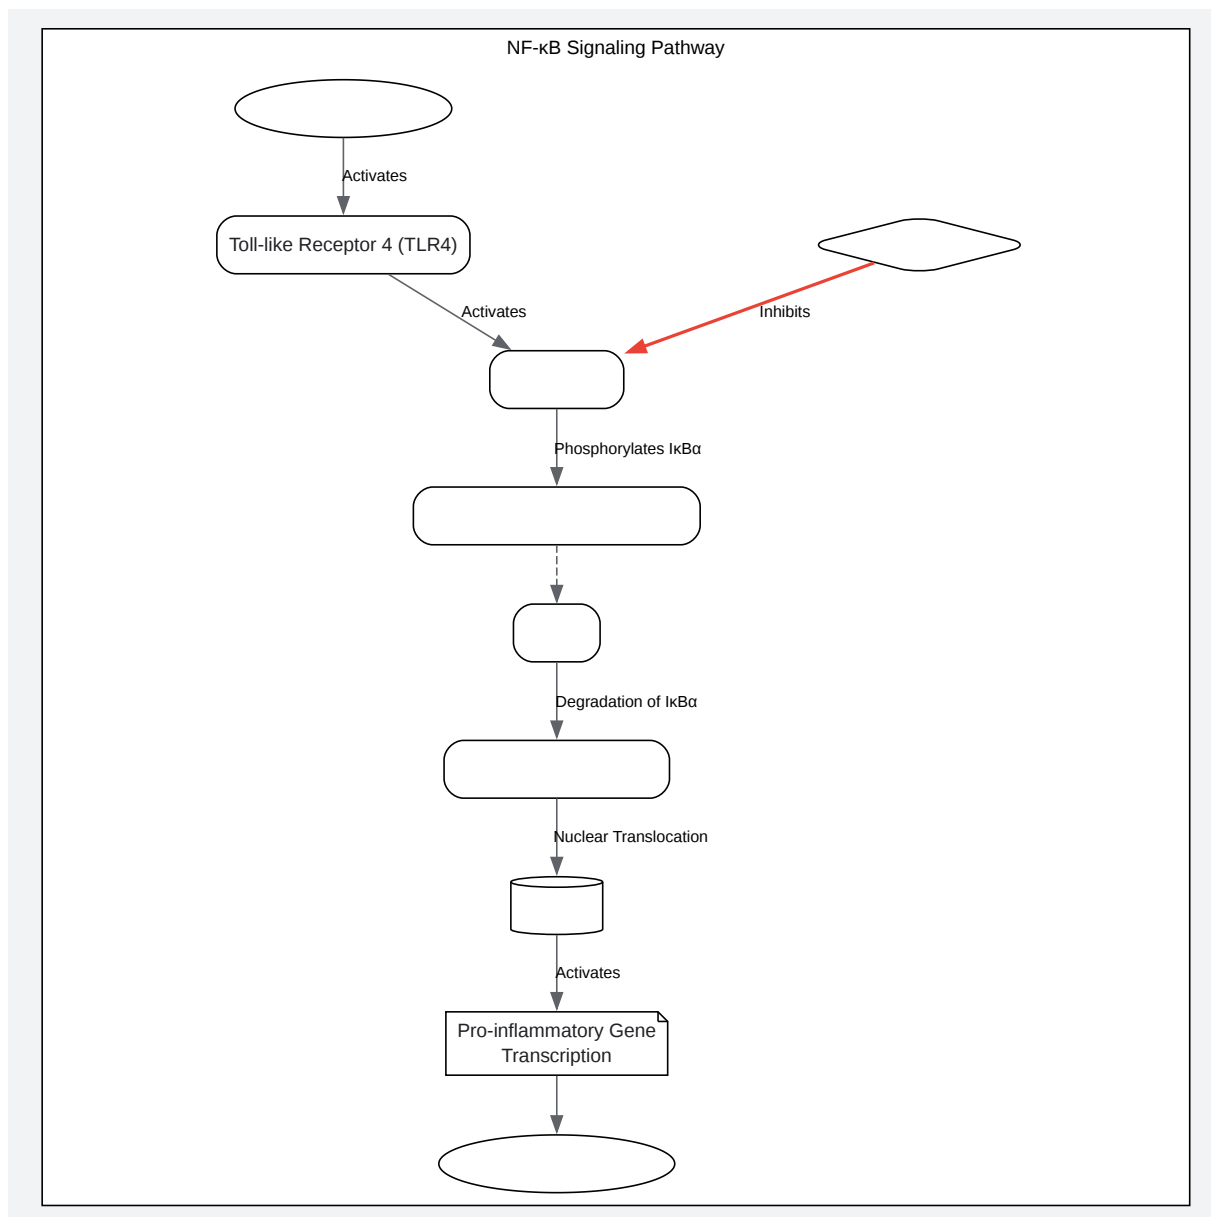 NF-κB Signaling Pathway
Activates
Toll-like Receptor 4 (TLR4)
Activates
Inhibits
Phosphorylates IκBα
Degradation of IκBα
Nuclear Translocation
Activates
Pro-inflammatory Gene
Transcription